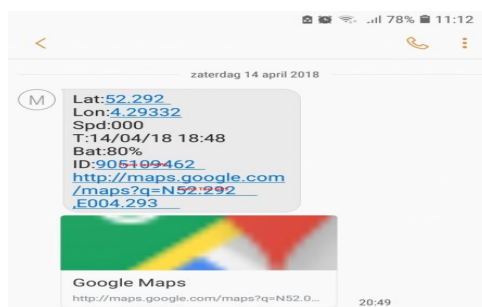 78% 11:12
zaterdag 14 april 2018
M
Lat:52.292
Lon:4.29332
Spd:000
T:14/04/18 18:48
Bat:80%
ID:905109462
http://maps.google.com
/maps?q=N52.292
,E004.293
Google Maps
http://maps.google.com/maps?q=N52.0...
20:49